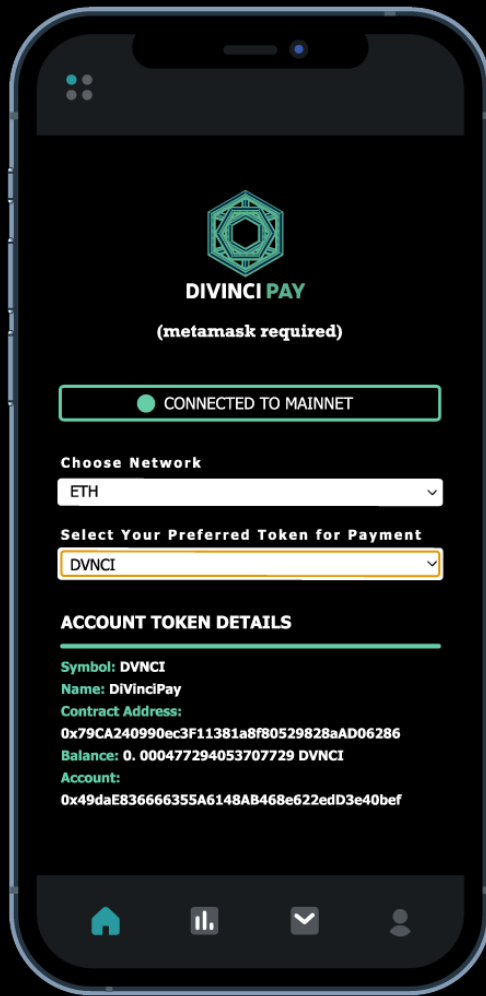 DIVINCI PAY
(metamask required)
CONNECTED TO MAINNET
Choose Network
ETH
Select Your Preferred Token for Payment
DVNCI
ACCOUNT TOKEN DETAILS
Symbol: DVNCI
Name: DiVinciPay
Contract Address:
0x79CA240990ec3F11381a8f80529828aAD06286
Balance: 0. 000477294053707729 DVNCI
Account:
0x49daE836666355A6148AB468e622edD3e40bef